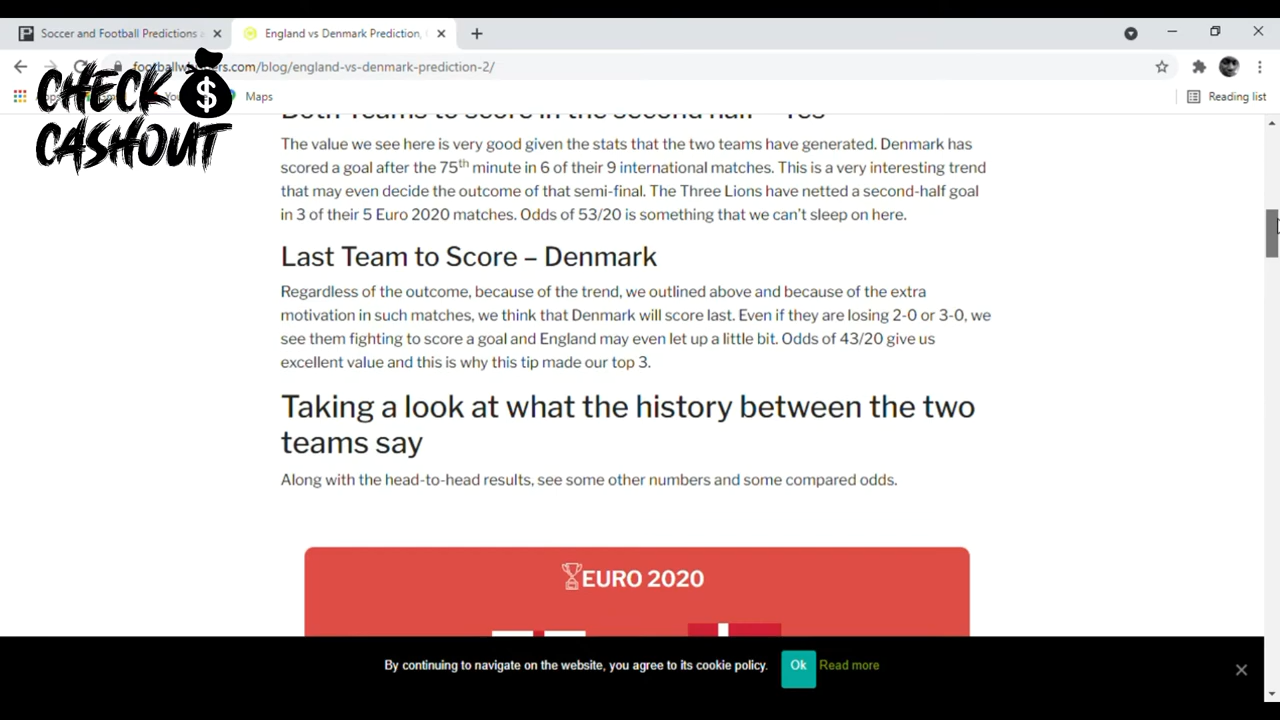 Soccer and Football Predictions a
England vs Denmark Prediction,
.com/blog/england-vs-denmark-prediction-2/
Maps
Reading list
CHECK
CASHOUT
Both Teams to score in the second half – Yes
The value we see here is very good given the stats that the two teams have generated. Denmark has
scored a goal after the 75th minute in 6 of their 9 international matches. This is a very interesting trend
that may even decide the outcome of that semi-final. The Three Lions have netted a second-half goal
in 3 of their 5 Euro 2020 matches. Odds of 53/20 is something that we can't sleep on here.
Last Team to Score – Denmark
Regardless of the outcome, because of the trend, we outlined above and because of the extra
motivation in such matches, we think that Denmark will score last. Even if they are losing 2-0 or 3-0, we
see them fighting to score a goal and England may even let up a little bit. Odds of 43/20 give us
excellent value and this is why this tip made our top 3.
Taking a look at what the history between the two
teams say
Along with the head-to-head results, see some other numbers and some compared odds.
EURO 2020
By continuing to navigate on the website, you agree to its cookie policy. Ok Read more